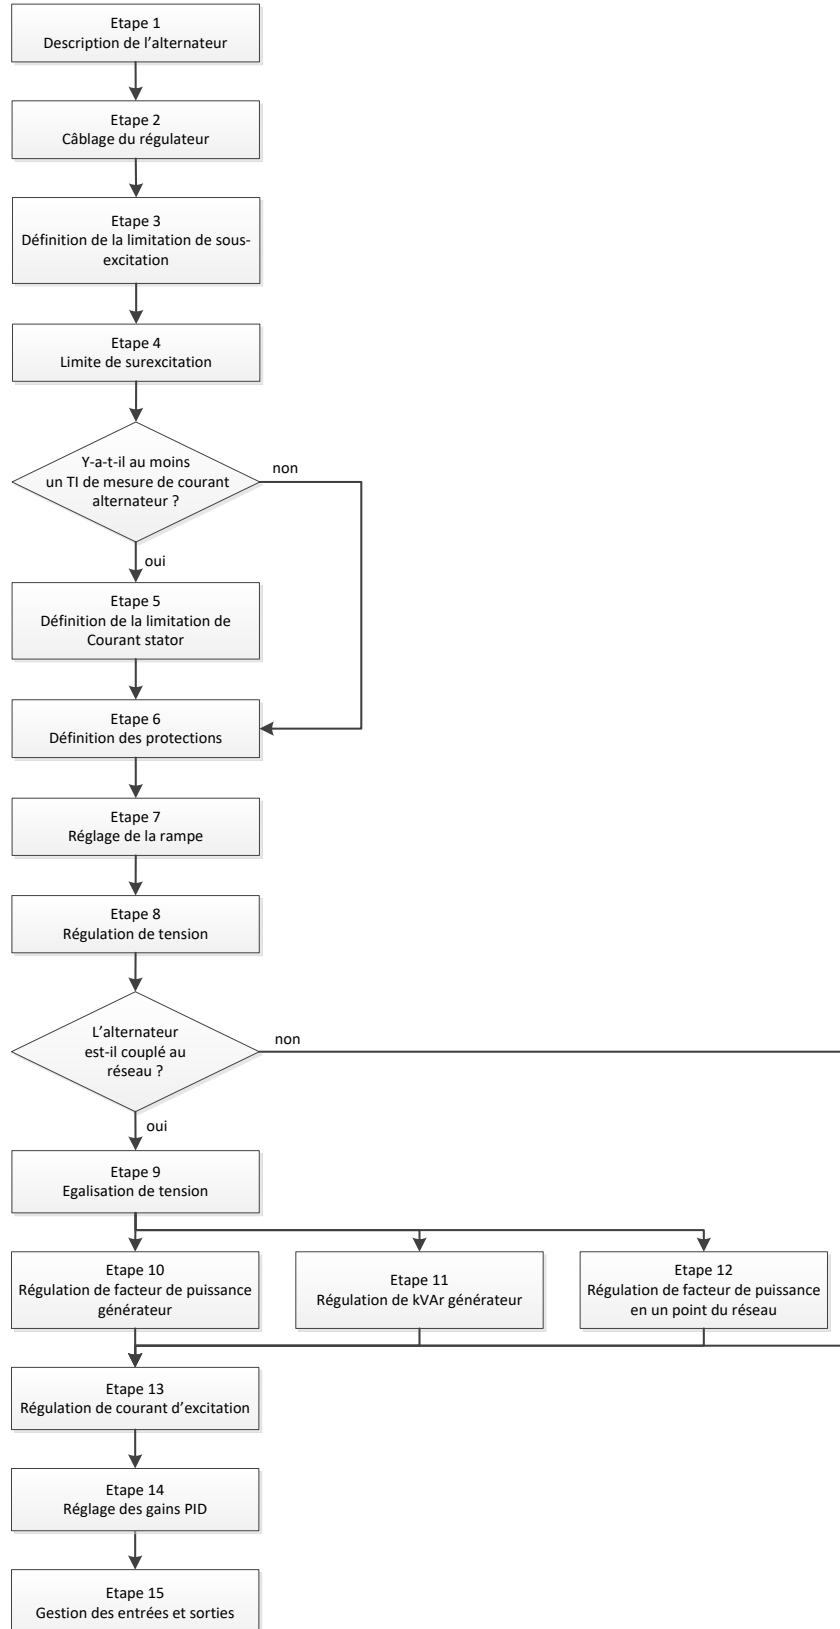 Etape 1
Description de l’alternateur
Etape 2
Câblage du régulateur
Etape 3
Définition de la limitation de sous-
excitation
Etape 4
Limite de surexcitation
Y-a-t-il au moins
un TI de mesure de courant
alternateur ?
non
oui
Etape 5
Définition de la limitation de
Courant stator
Etape 6
Définition des protections
Etape 7
Réglage de la rampe
Etape 8
Régulation de tension
L’alternateur
est-il couplé au
réseau ?
non
oui
Etape 9
Egalisation de tension
Etape 10
Régulation de facteur de puissance
générateur
Etape 11
Régulation de kVAr générateur
Etape 12
Régulation de facteur de puissance
en un point du réseau
Etape 13
Régulation de courant d’excitation
Etape 14
Réglage des gains PID
Etape 15
Gestion des entrées et sorties